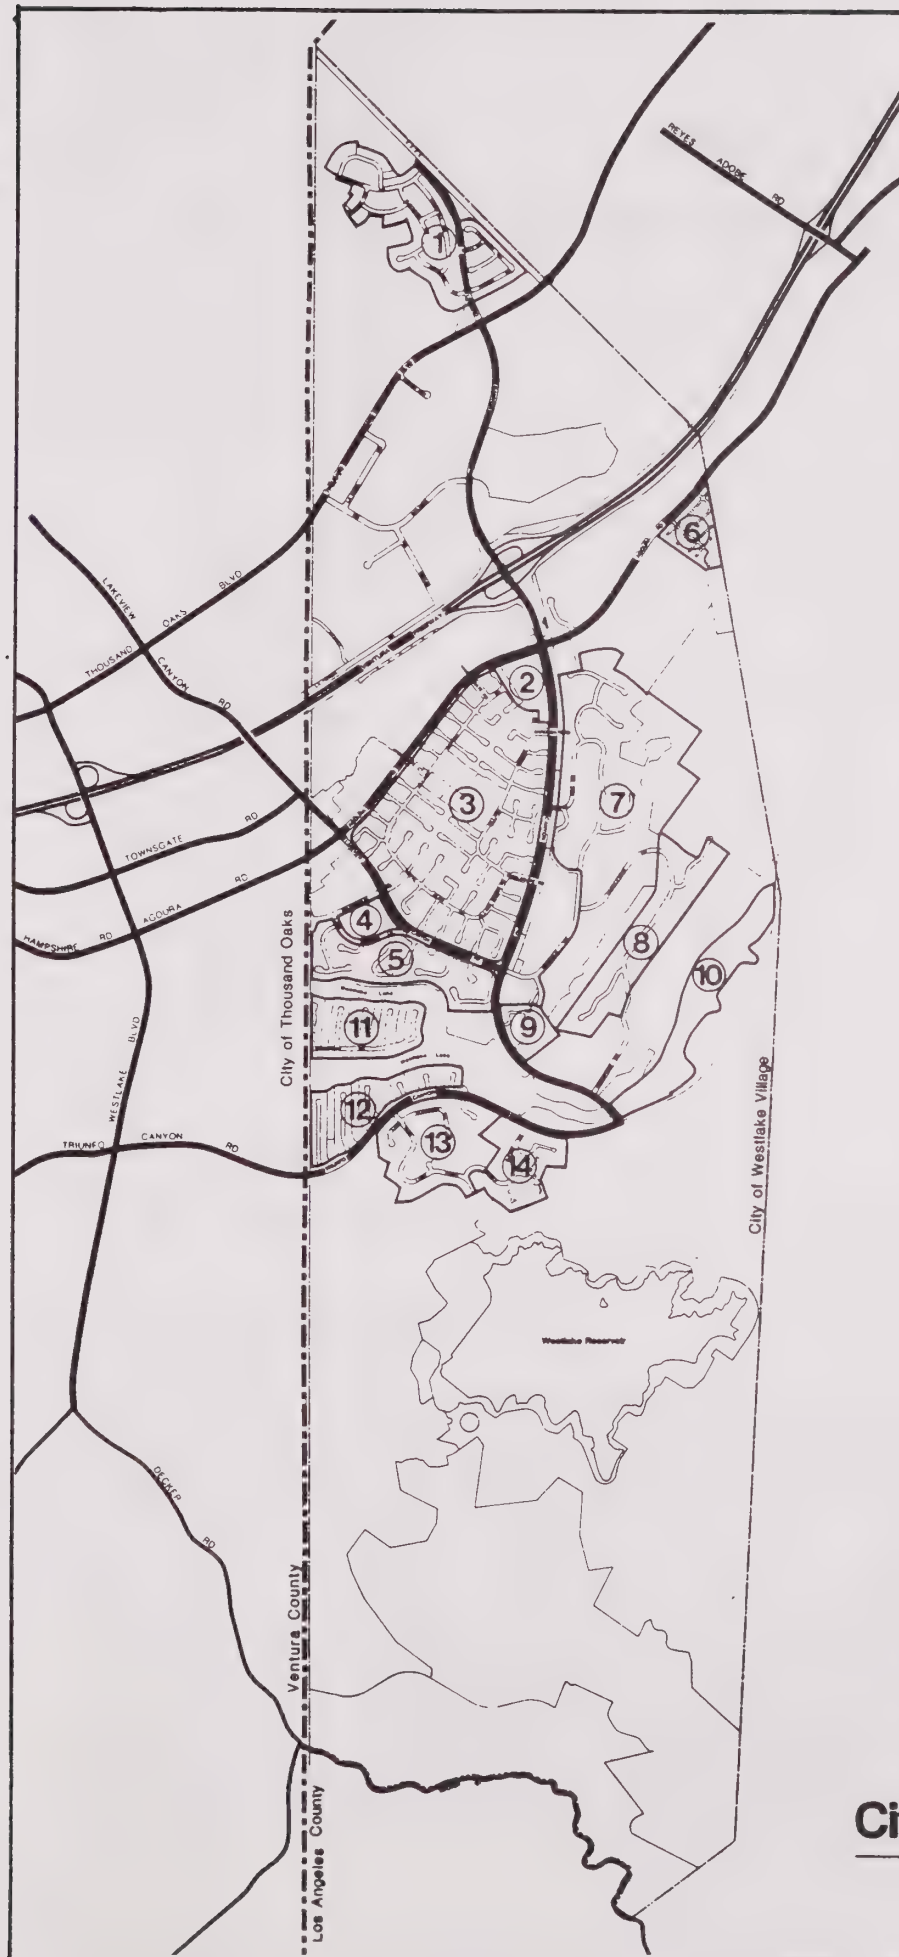 REYES ADOBE RD
1
6
LAKEVIEW CANYON RD
THOUSAND OAKS BLVD
2
3
7
TOWNSGATE RD
AGOURA RD
HAMPSHIRE RD
4
5
8
10
9
11
City of Thousand Oaks
WESTLAKE BLVD
12
13
14
TRIUNFO CANYON RD
City of Westlake Village
Westlake Reservoir
DECKER RD
Ventura County
Los Angeles County
Ci